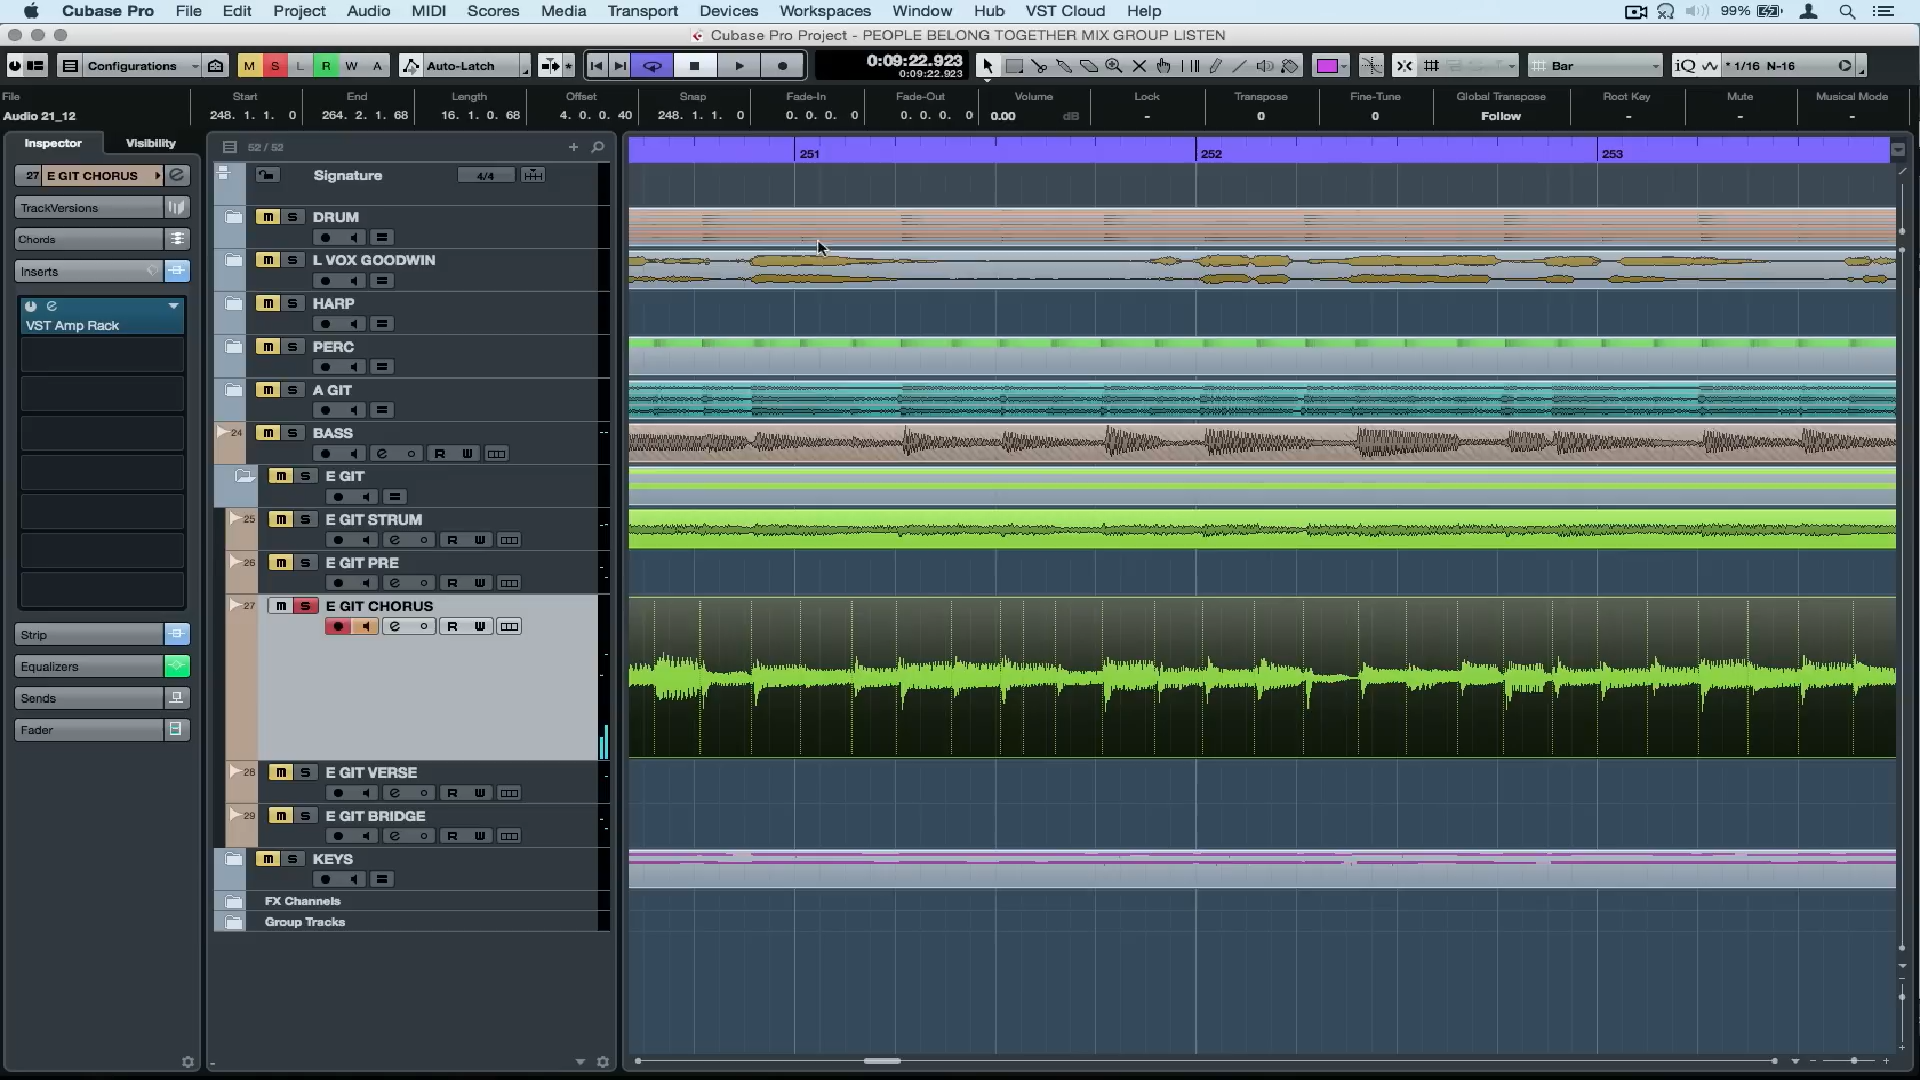 Cubase Pro File Edit Project Audio MIDI Scores Media Transport Devices Workspaces Window Hub VST Cloud Help 99%
Cubase Pro Project - PEOPLE BELONG TOGETHER MIX GROUP LISTEN
Configurations M S L R W A Auto-Latch 0:09:22.923 Bar iQ * 1/16 N-16
0:09:22.923
File Start End Length Offset Snap Fade-In Fade-Out Volume Lock Transpose Fine-Tune Global Transpose Root Key Mute Musical Mode
Audio 21_12 248. 1. 1. 0 264. 2. 1. 68 16. 1. 0. 68 4. 0. 0. 40 248. 1. 1. 0 0. 0. 0. 0 0. 0. 0. 0 0.00 dB - 0 0 Follow - - -
Inspector Visibility 52 / 52
251 252 253
27 E GIT CHORUS Signature 4/4
TrackVersions
DRUM m S
Chords
L VOX GOODWIN m S
Inserts
HARP m S
VST Amp Rack
PERC m S
A GIT m S
24 m S BASS
R W
m S E GIT
25 m S E GIT STRUM
R W
26 m S E GIT PRE
R W
27 m S E GIT CHORUS
R W
Strip
Equalizers
Sends
Fader
28 m S E GIT VERSE
R W
29 m S E GIT BRIDGE
R W
m S KEYS
FX Channels
Group Tracks